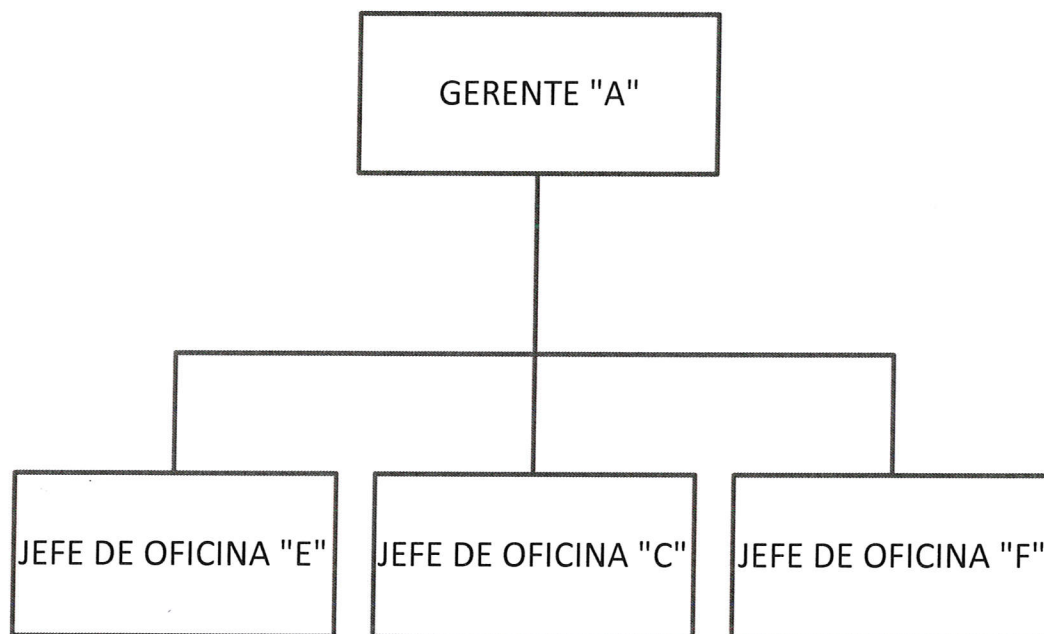 GERENTE "A"
JEFE DE OFICINA "E"
JEFE DE OFICINA "C"
JEFE DE OFICINA "F"